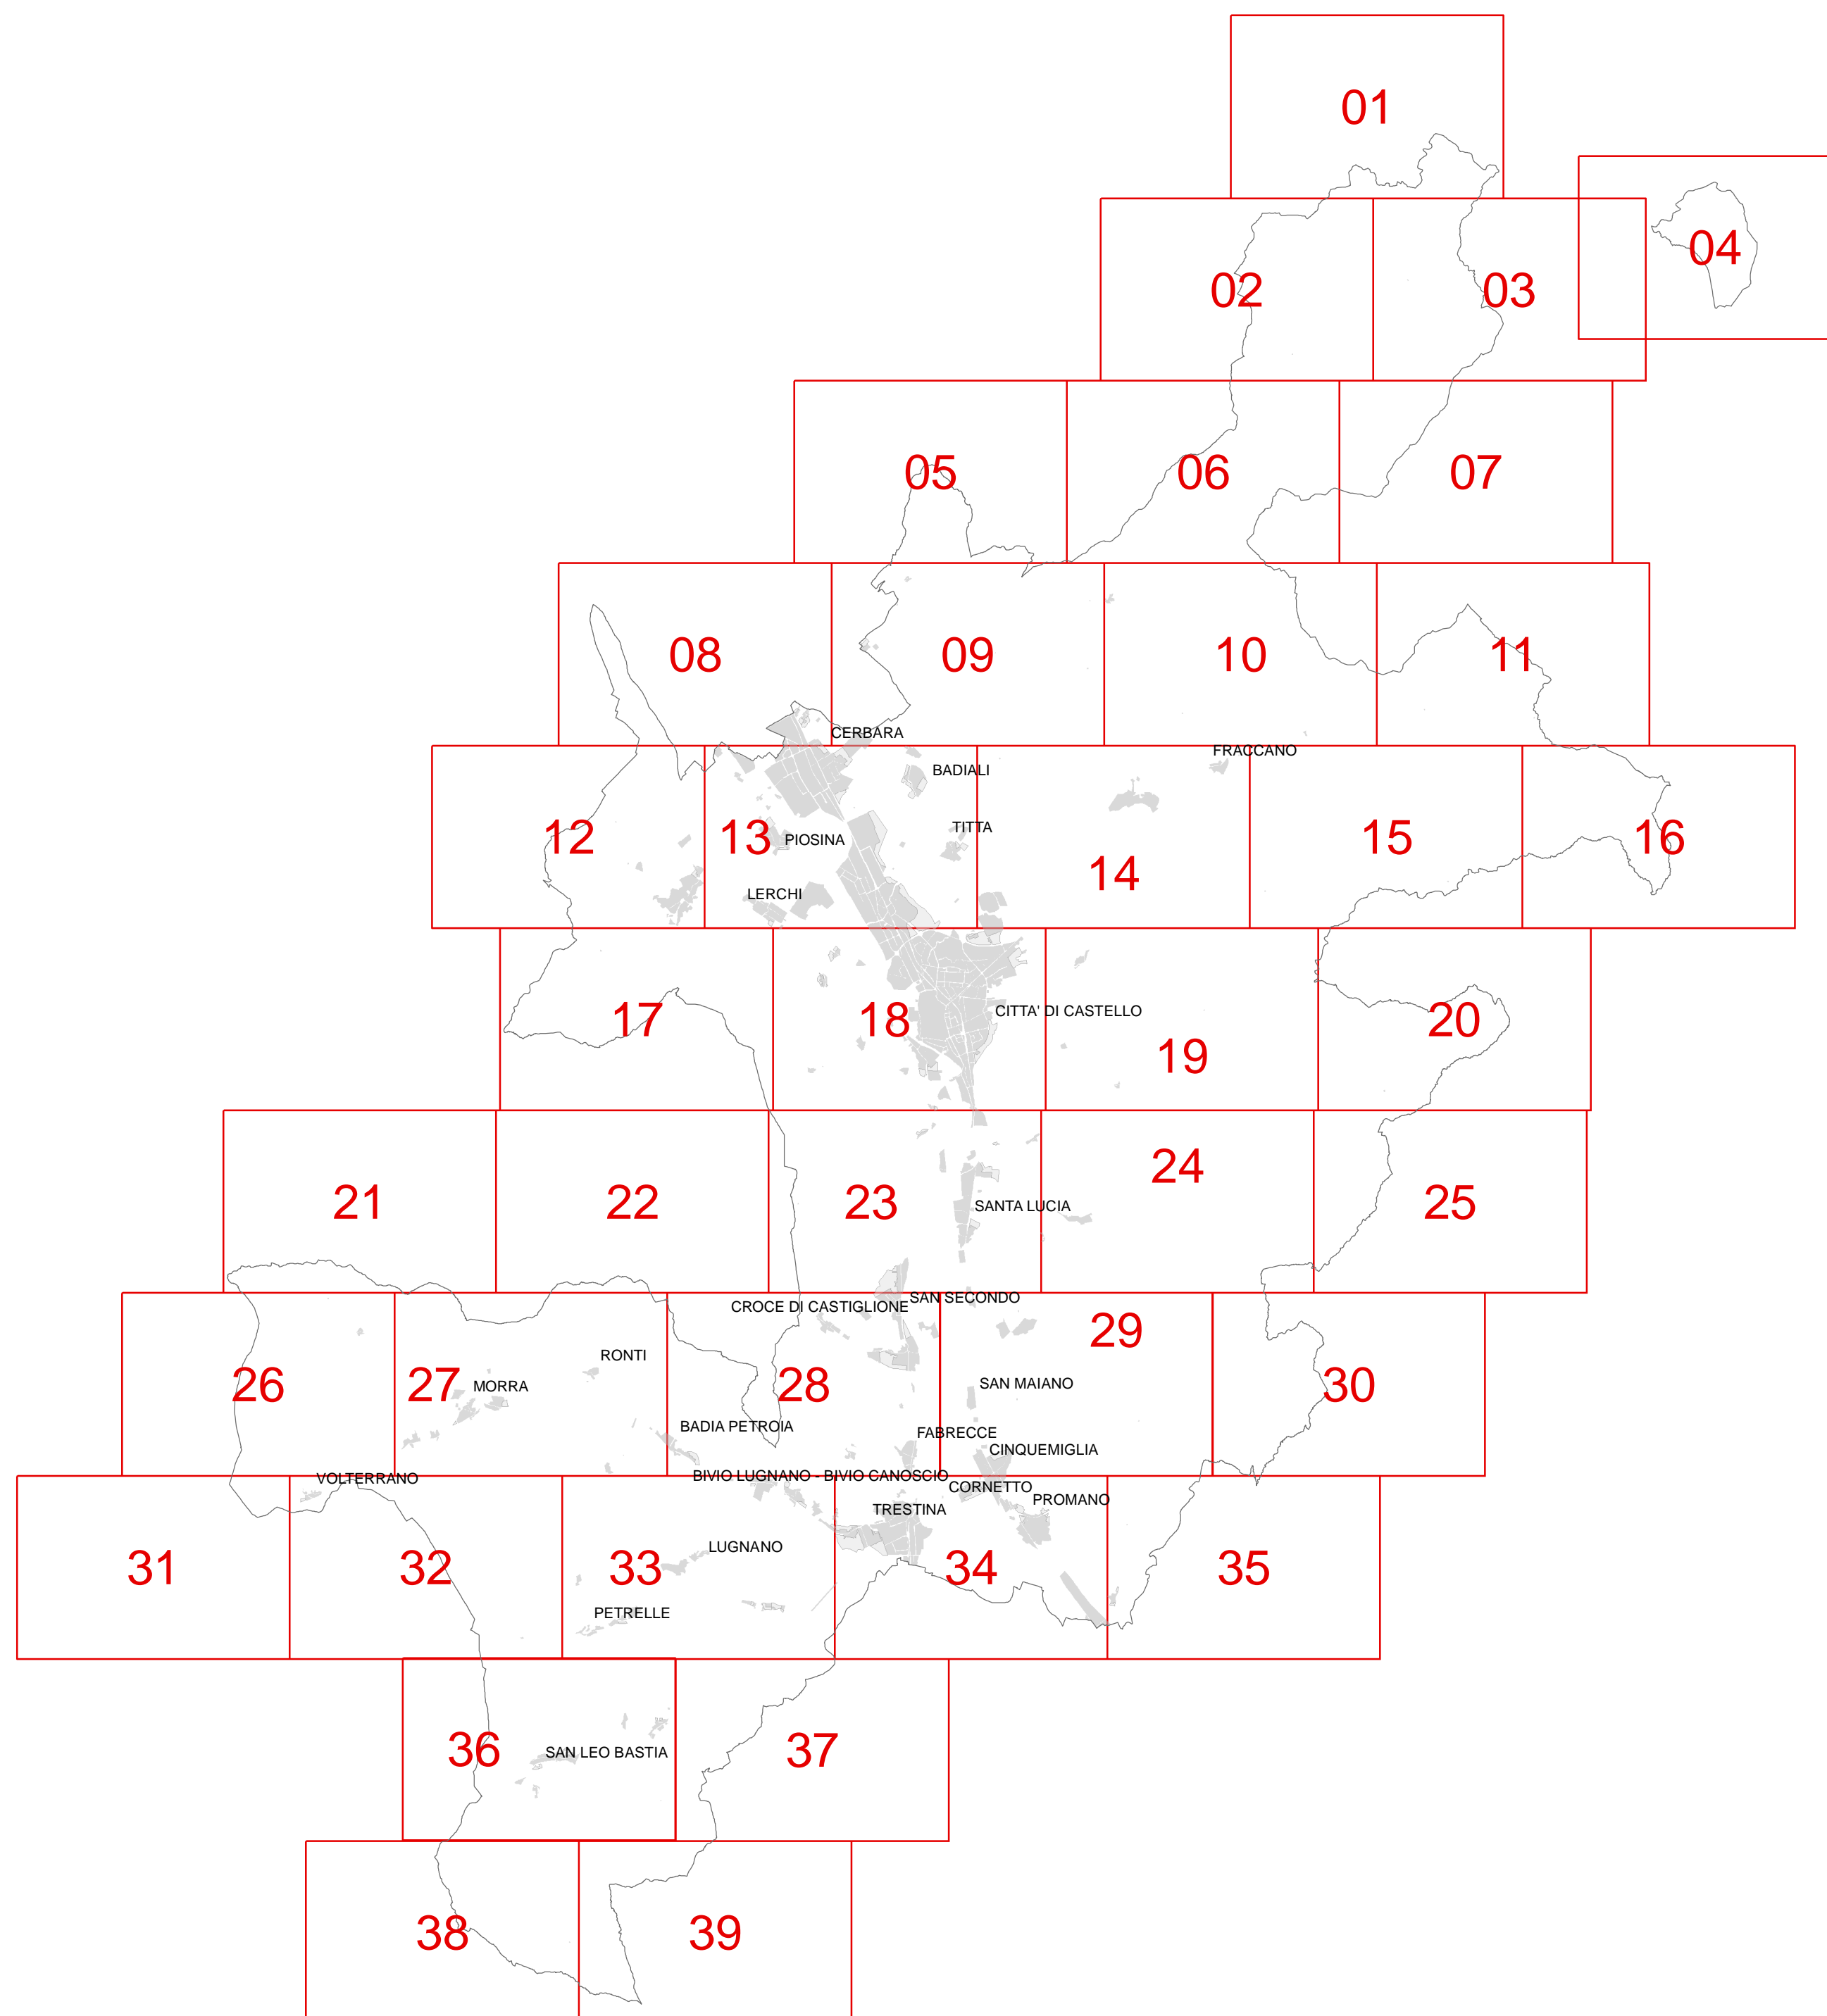 01
04
02
03
05
06
07
08
09
10
11
CERBARA
FRACCANO
BADIALI
TITTA
12
13
PIOSINA
14
15
16
LERCHI
CITTA' DI CASTELLO
17
18
19
20
24
21
22
23
SANTA LUCIA
25
SAN SECONDO
CROCE DI CASTIGLIONE
29
RONTI
26
27
MORRA
28
SAN MAIANO
30
BADIA PETROIA
FABRECCE
CINQUEMIGLIA
VOLTERRANO
BIVIO LUGNANO - BIVIO CANOSCIO
CORNETTO
PROMANO
TRESTINA
LUGNANO
31
32
33
34
35
PETRELLE
36
SAN LEO BASTIA
37
38
39